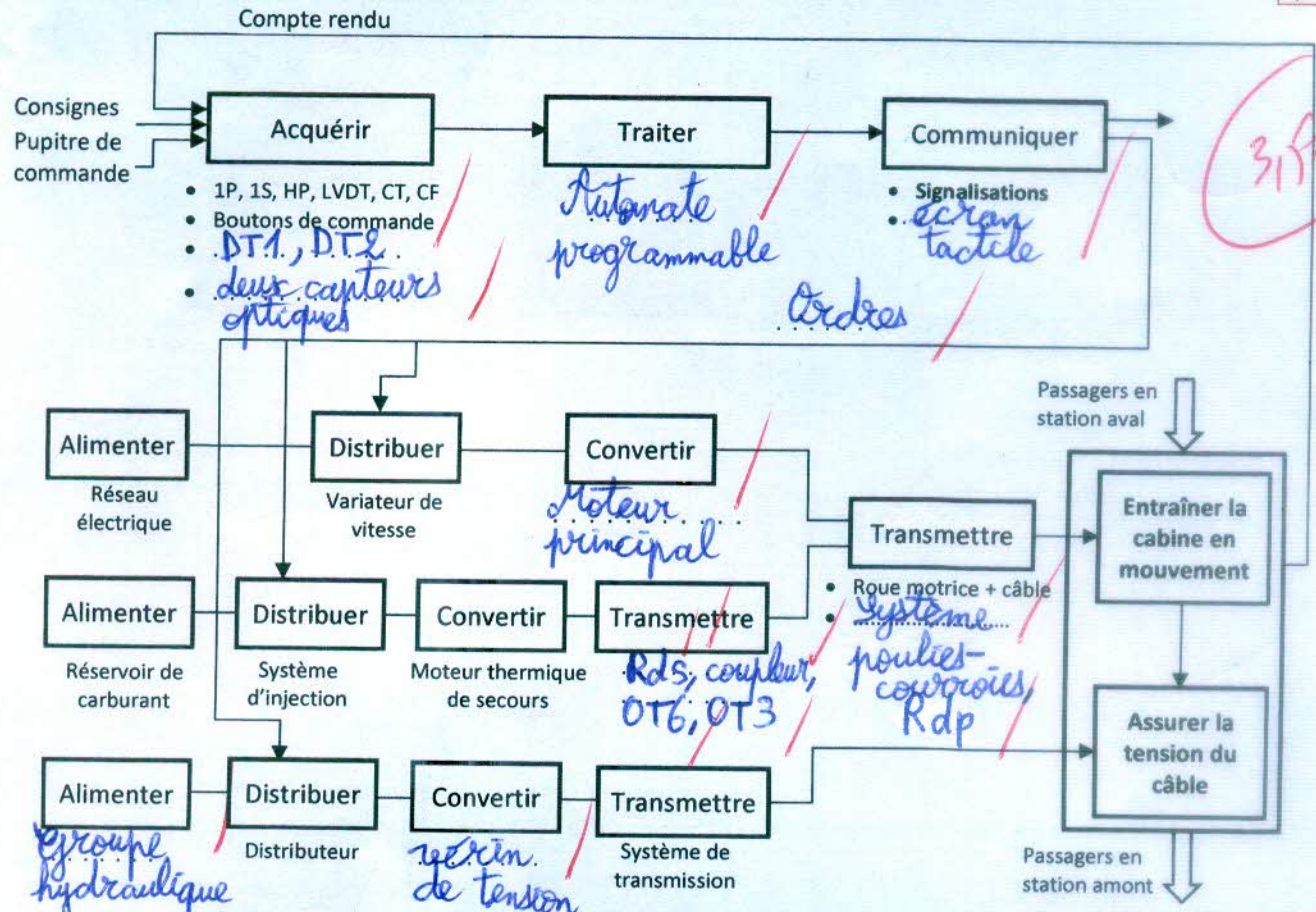 Compte rendu
Consignes
Pupitre de
commande
Acquérir
Traiter
Communiquer
• 1P, 1S, HP, LVDT, CT, CF
• Boutons de commande
• DT1, DT2
• deux capteurs
optiques
Automate
programmable
• Signalisations
• écran
tactile
Ordres
Passagers en
station aval
Alimenter
Distribuer
Convertir
Réseau
électrique
Variateur de
vitesse
Moteur
principal
Transmettre
Entraîner la
cabine en
mouvement
• Roue motrice + câble
• Système
poulies-
courroies,
Rdp
Alimenter
Distribuer
Convertir
Transmettre
Réservoir de
carburant
Système
d'injection
Moteur thermique
de secours
RdS, coupleur,
OT6, OT3
Assurer la
tension du
câble
Alimenter
Distribuer
Convertir
Transmettre
Groupe
hydraulique
Distributeur
vérin
de tension
Système de
transmission
Passagers en
station amont